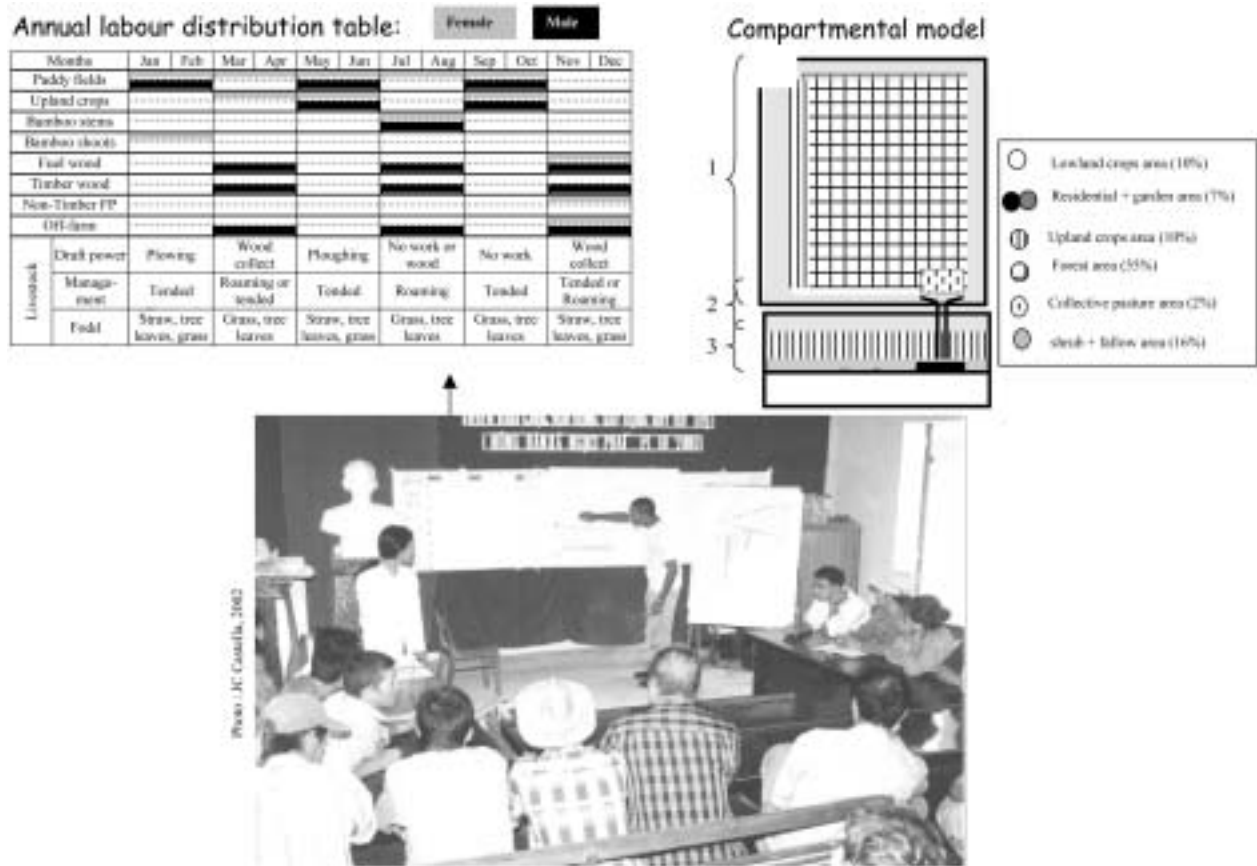 Annual labour distribution table:
Female
Male
Months Jan Feb Mar Apr May Jun Jul Aug Sep Oct Nov Dec
Paddy fields
Upland crops
Bamboo stems
Bamboo shoots
Fuel wood
Timber wood
Non-Timber FP
Off-farm
Livestock
Draft power Plowing Wood collect Ploughing No work or wood No work Wood collect
Manage-ment Tended Roaming or tended Tended Roaming Tended Tended or Roaming
Fodd Straw, tree leaves, grass Grass, tree leaves Straw, tree leaves, grass Grass, tree leaves Grass, tree leaves Straw, tree leaves, grass
Compartmental model
1
2
3
Lowland crops area (10%)
Residential + garden area (7%)
Upland crops area (10%)
Forest area (55%)
Collective pasture area (2%)
shrub + fallow area (16%)
Photo : JC Castella, 2002